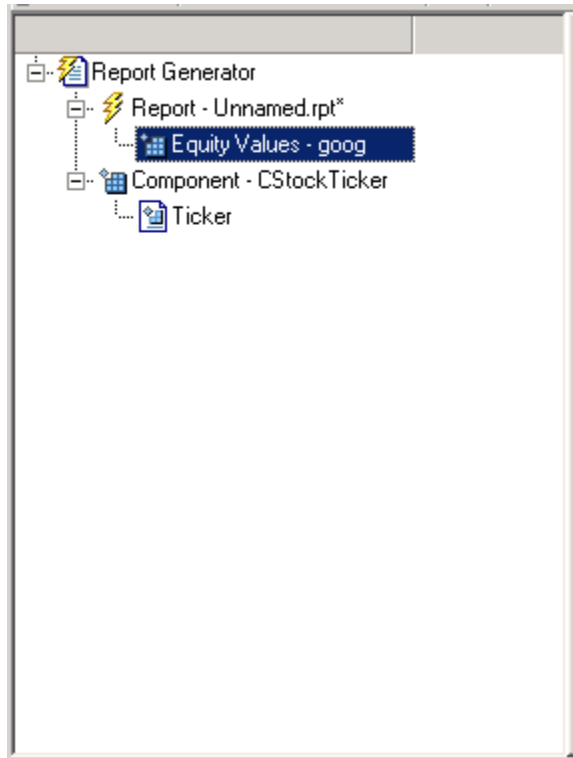 Report Generator
Report - Unnamed.rpt*
Equity Values - goog
Component - CStockTicker
Ticker